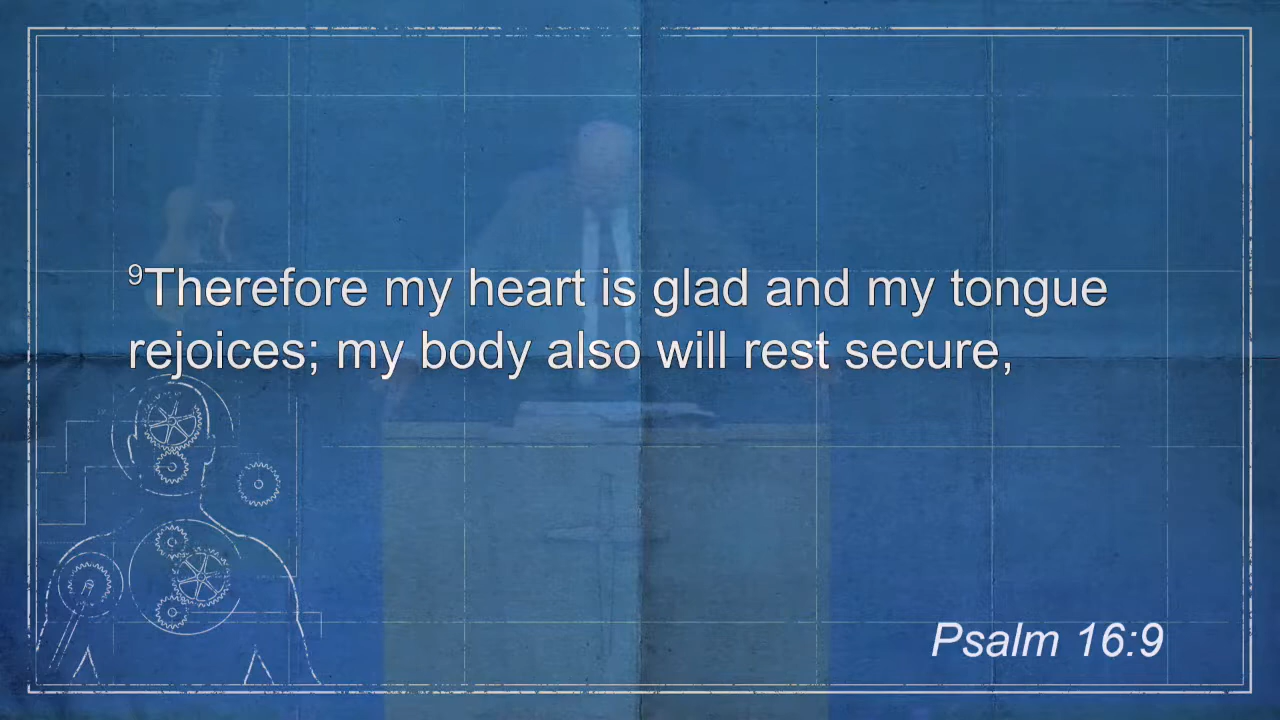 ⁹Therefore my heart is glad and my tongue
rejoices; my body also will rest secure,
Psalm 16:9